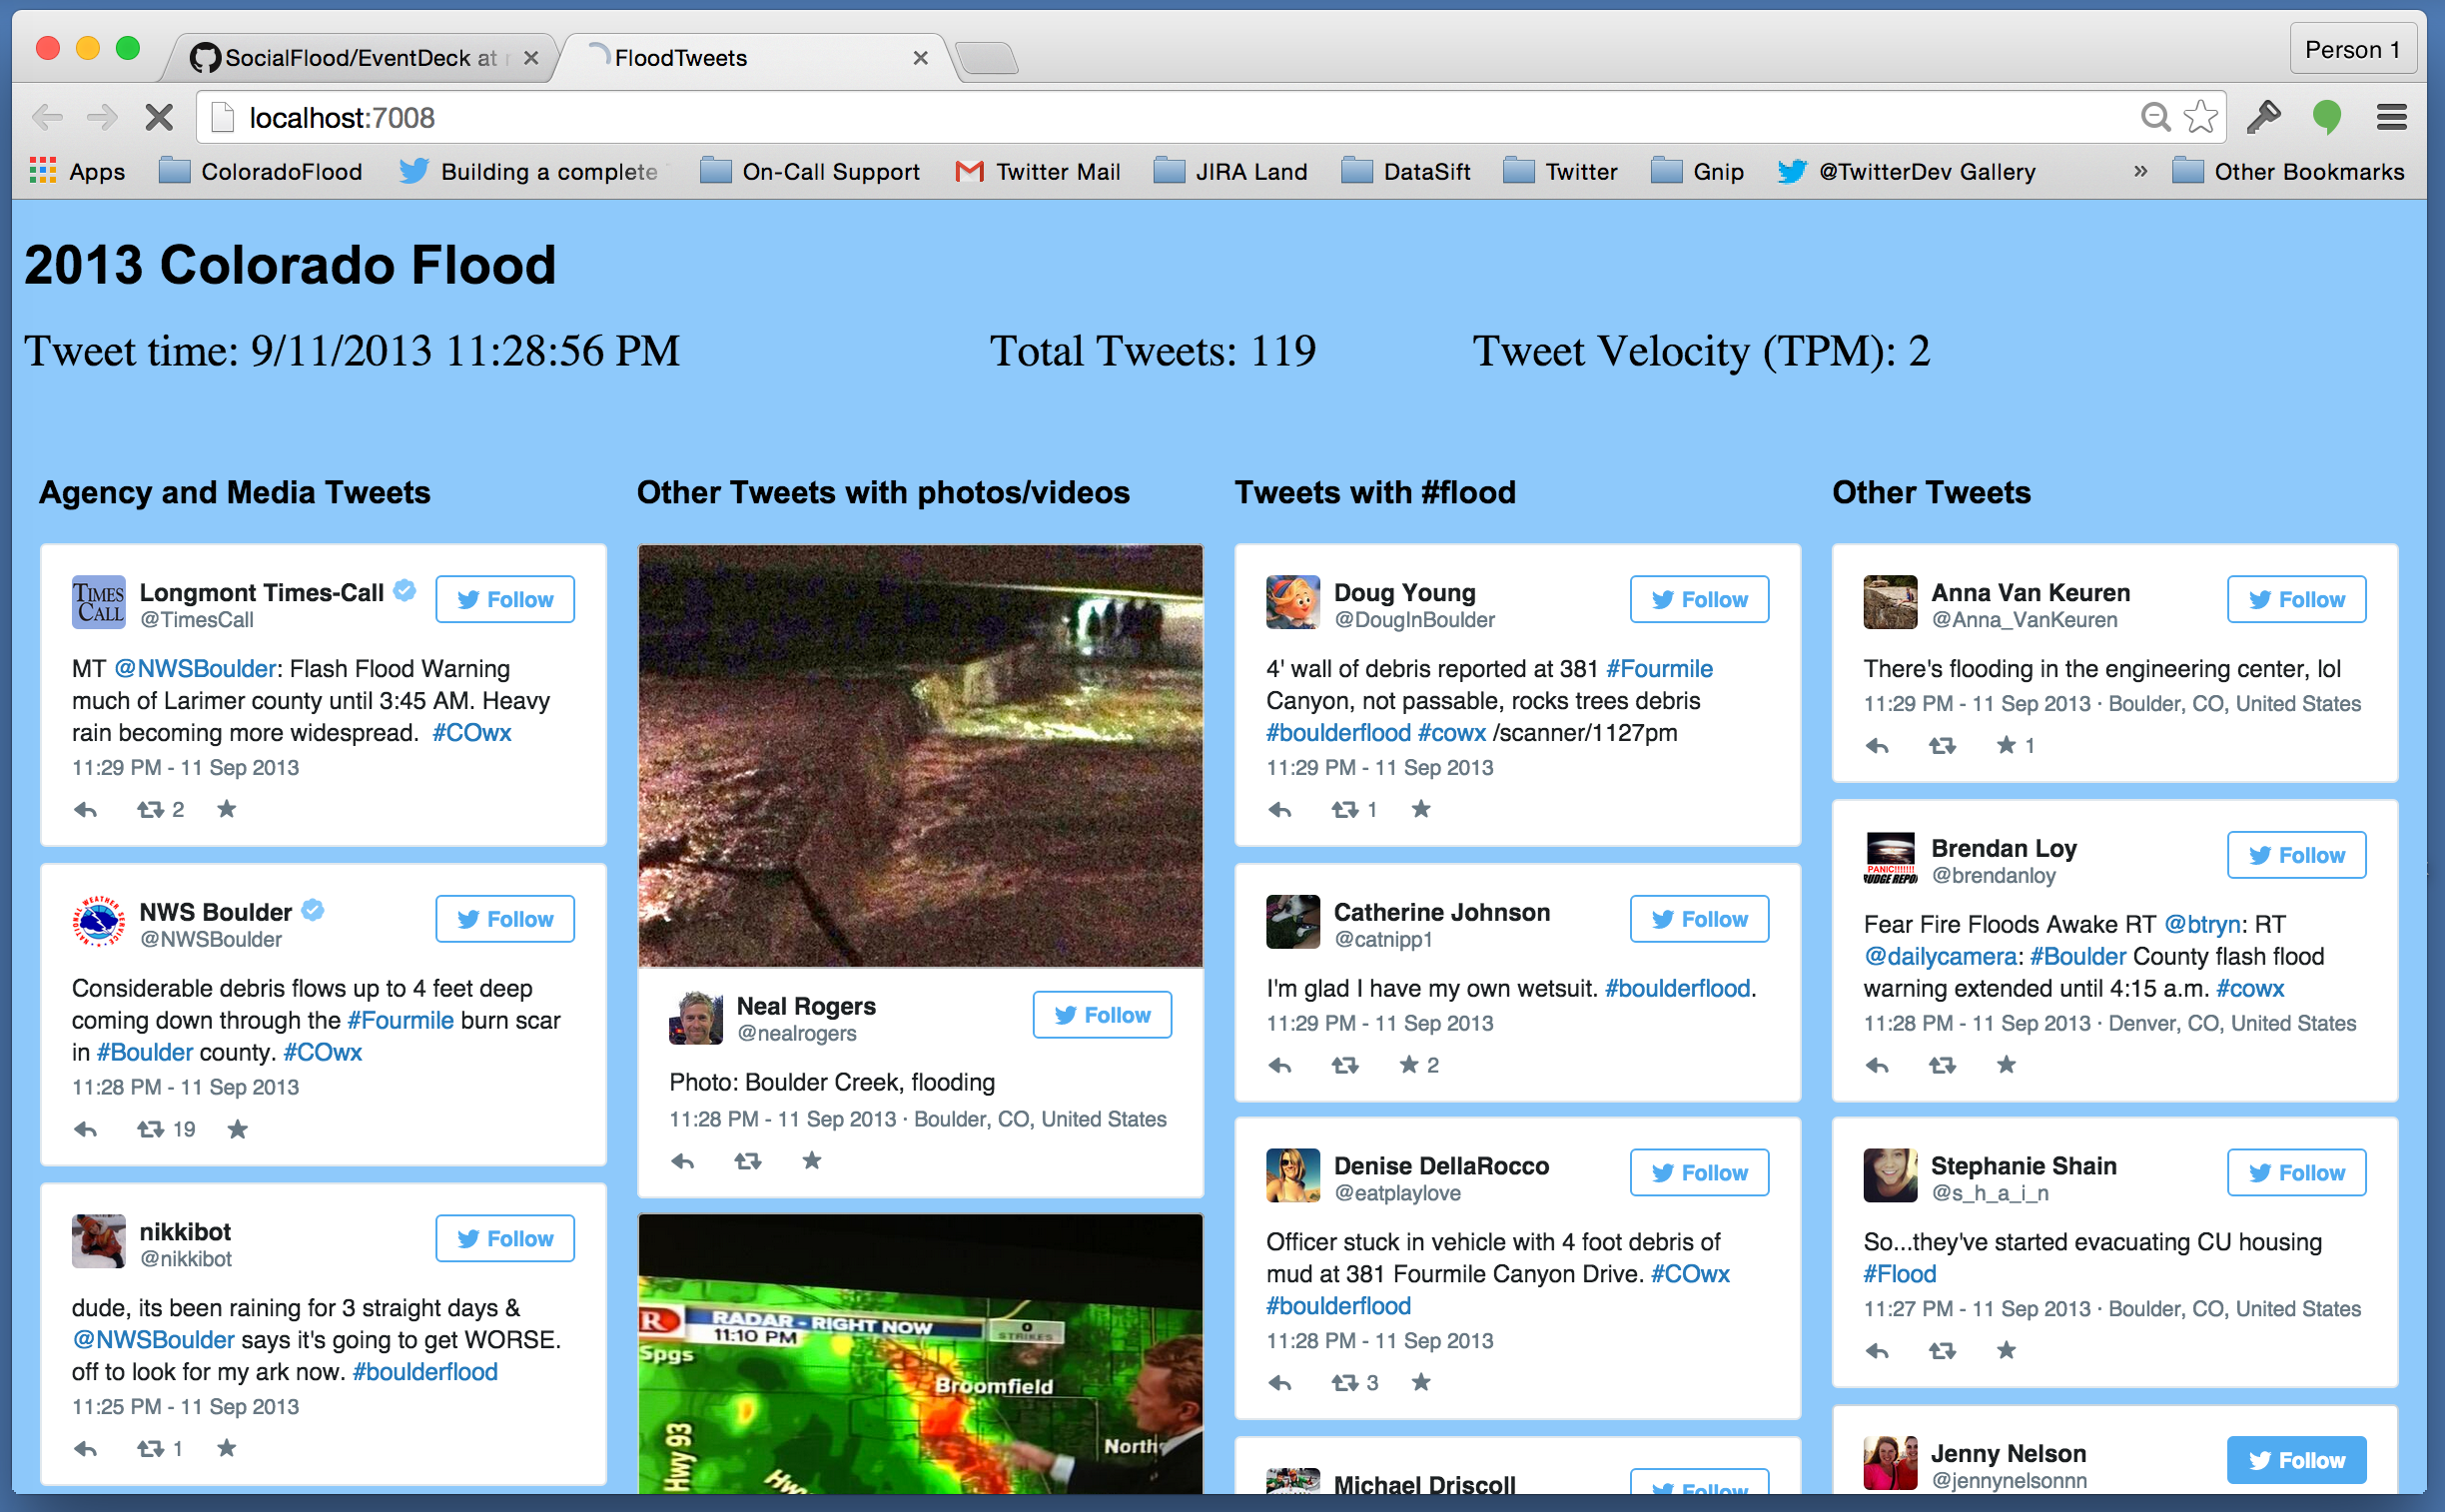 SocialFlood/EventDeck at
FloodTweets
Person 1
localhost:7008
Apps
ColoradoFlood
Building a complete
On-Call Support
Twitter Mail
JIRA Land
DataSift
Twitter
Gnip
@TwitterDev Gallery
»
Other Bookmarks
2013 Colorado Flood
Tweet time: 9/11/2013 11:28:56 PM
Total Tweets: 119
Tweet Velocity (TPM): 2
Agency and Media Tweets
TIMES
CALL
Longmont Times-Call
@TimesCall
Follow
MT @NWSBoulder: Flash Flood Warning
much of Larimer county until 3:45 AM. Heavy
rain becoming more widespread. #COwx
11:29 PM - 11 Sep 2013
2
NATIONAL WEATHER SERVICE
NWS Boulder
@NWSBoulder
Follow
Considerable debris flows up to 4 feet deep
coming down through the #Fourmile burn scar
in #Boulder county. #COwx
11:28 PM - 11 Sep 2013
19
nikkibot
@nikkibot
Follow
dude, its been raining for 3 straight days &
@NWSBoulder says it's going to get WORSE.
off to look for my ark now. #boulderflood
11:25 PM - 11 Sep 2013
1
Other Tweets with photos/videos
Neal Rogers
@nealrogers
Follow
Photo: Boulder Creek, flooding
11:28 PM - 11 Sep 2013 · Boulder, CO, United States
R
RADAR - RIGHT NOW
11:10 PM
0
STRIKES
Spgs
Broomfield
Hwy 93
North
Tweets with #flood
Doug Young
@DougInBoulder
Follow
4' wall of debris reported at 381 #Fourmile
Canyon, not passable, rocks trees debris
#boulderflood #cowx /scanner/1127pm
11:29 PM - 11 Sep 2013
1
Catherine Johnson
@catnipp1
Follow
I'm glad I have my own wetsuit. #boulderflood.
11:29 PM - 11 Sep 2013
2
Denise DellaRocco
@eatplaylove
Follow
Officer stuck in vehicle with 4 foot debris of
mud at 381 Fourmile Canyon Drive. #COwx
#boulderflood
11:28 PM - 11 Sep 2013
3
Michael Driscoll
Follow
Other Tweets
Anna Van Keuren
@Anna_VanKeuren
Follow
There's flooding in the engineering center, lol
11:29 PM - 11 Sep 2013 · Boulder, CO, United States
1
PANIC!!!!!!!
Brendan Loy
@brendanloy
Follow
Fear Fire Floods Awake RT @btryn: RT
@dailycamera: #Boulder County flash flood
warning extended until 4:15 a.m. #cowx
11:28 PM - 11 Sep 2013 · Denver, CO, United States
Stephanie Shain
@s_h_a_i_n
Follow
So...they've started evacuating CU housing
#Flood
11:27 PM - 11 Sep 2013 · Boulder, CO, United States
Jenny Nelson
@jennynelsonnn
Follow